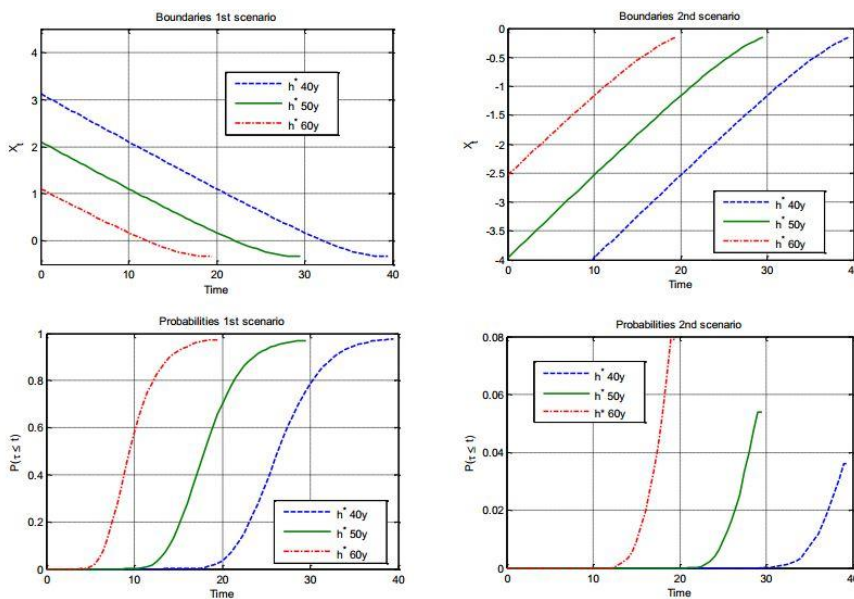 Boundaries 1st scenario
4
3
2
1
0
X_t
h* 40y
h* 50y
h* 60y
0 10 20 30 40
Time
Boundaries 2nd scenario
0
-0.5
-1
-1.5
-2
-2.5
-3
-3.5
-4
X_t
h* 40y
h* 50y
h* 60y
0 10 20 30 40
Time
Probabilities 1st scenario
1
0.8
0.6
0.4
0.2
0
P(τ ≤ t)
h* 40y
h* 50y
h* 60y
0 10 20 30 40
Time
Probabilities 2nd scenario
0.08
0.06
0.04
0.02
0
P(τ ≤ t)
h* 40y
h* 50y
h* 60y
0 10 20 30 40
Time